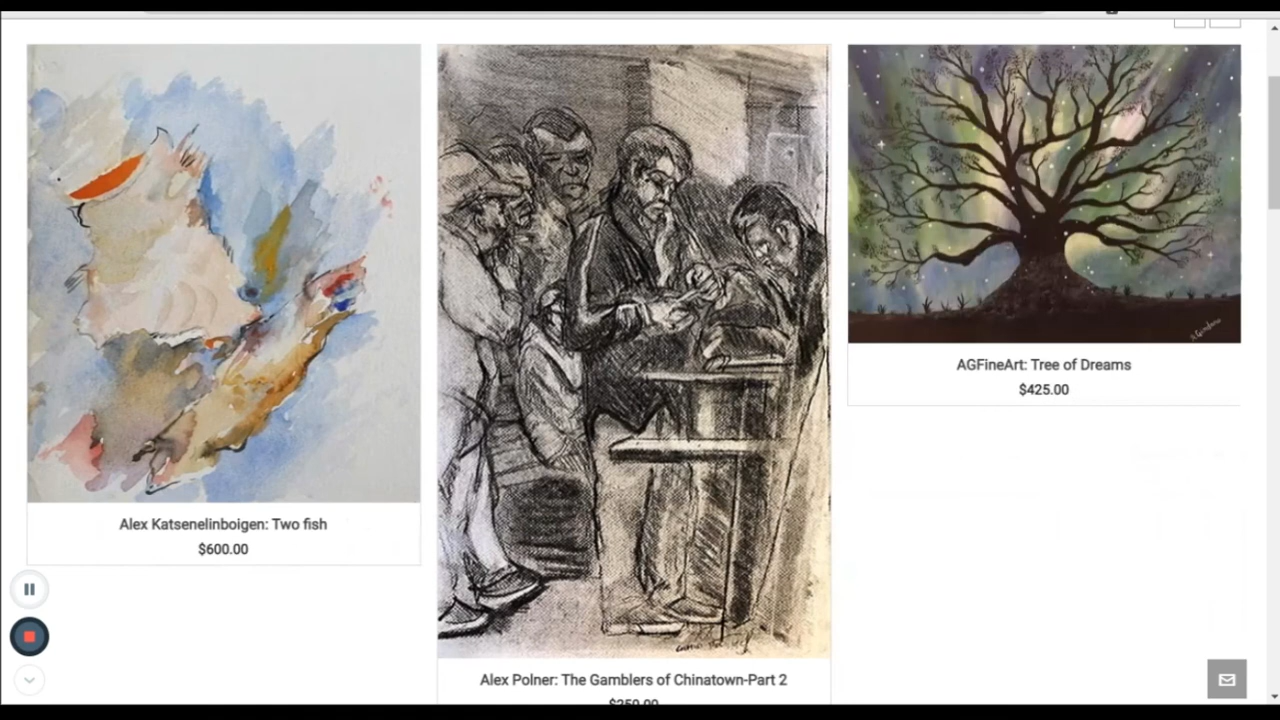 Alex Katsenelinboigen: Two fish
$600.00
Alex Polner: The Gamblers of Chinatown-Part 2
AGFineArt: Tree of Dreams
$425.00